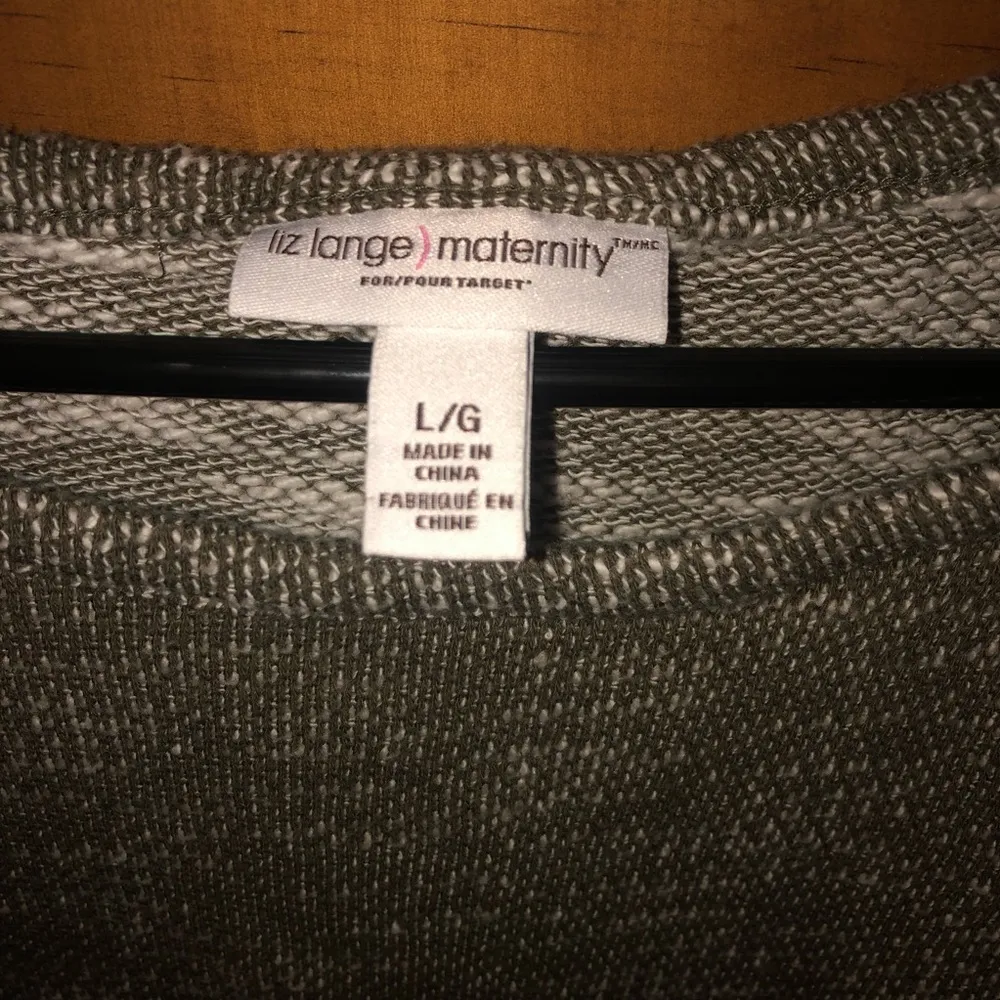 liz lange) maternity TM/MC
FOR/POUR TARGET*
L/G
MADE IN
CHINA
FABRIQUÉ EN
CHINE